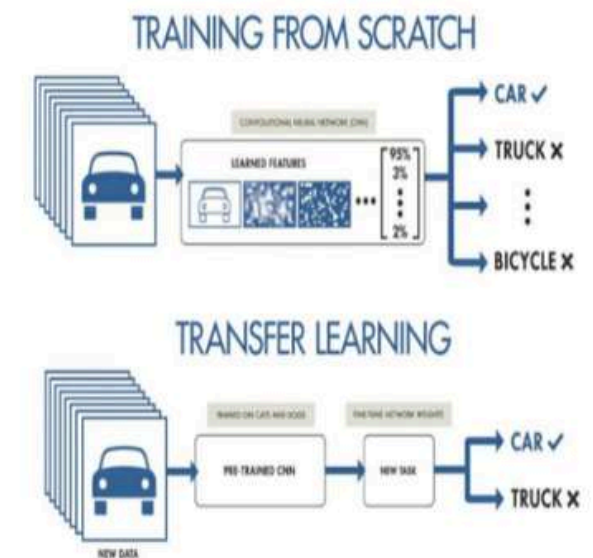 TRAINING FROM SCRATCH
CONVOLUTIONAL NEURAL NETWORK (CNN)
LEARNED FEATURES
95%
3%
2%
CAR ✓
TRUCK ✗
BICYCLE ✗
TRANSFER LEARNING
TRAINED ON CATS AND DOGS
FINE-TUNE NETWORK WEIGHTS
PRE-TRAINED CNN
NEW TASK
CAR ✓
TRUCK ✗
NEW DATA